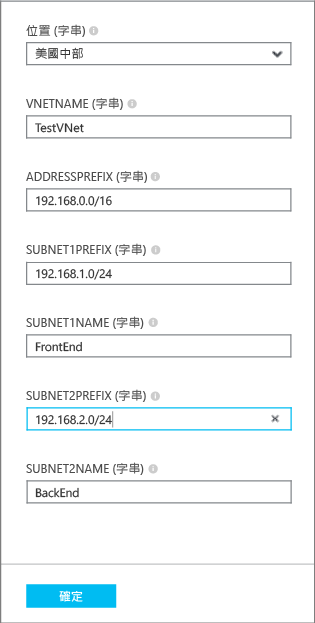 位置 (字串)
美國中部
VNETNAME (字串)
TestVNet
ADDRESSPREFIX (字串)
192.168.0.0/16
SUBNET1PREFIX (字串)
192.168.1.0/24
SUBNET1NAME (字串)
FrontEnd
SUBNET2PREFIX (字串)
192.168.2.0/24
SUBNET2NAME (字串)
BackEnd
確定